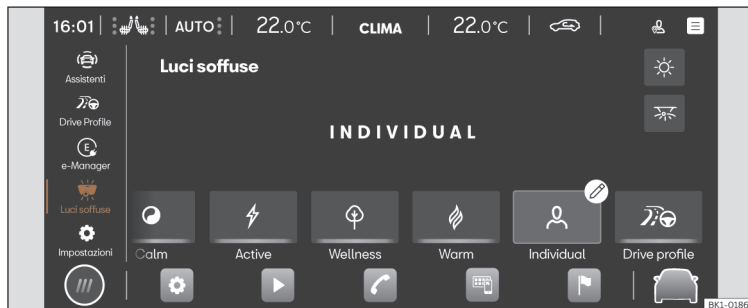 16:01 AUTO 22.0°C CLIMA 22.0°C
Assistenti
Drive Profile
E
e-Manager
Luci soffuse
Impostazioni
Luci soffuse
INDIVIDUAL
Calm Active Wellness Warm Individual Drive profile
BK1-0186